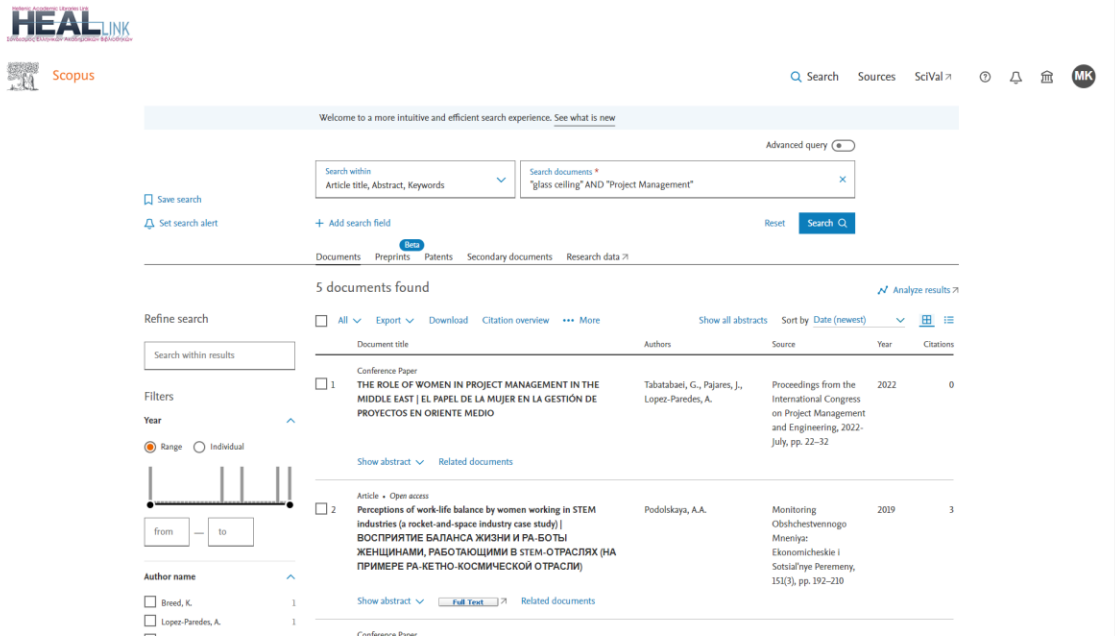 Hellenic Academic Libraries Link
HEAL LINK
Σύνδεσμος Ελληνικών Ακαδημαϊκών Βιβλιοθηκών
Scopus
Search
Sources
SciVal
MK
Welcome to a more intuitive and efficient search experience. See what is new
Advanced query
Search within
Article title, Abstract, Keywords
Search documents *
"glass ceiling" AND "Project Management"
Save search
Set search alert
+ Add search field
Reset
Search
Beta
Documents Preprints Patents Secondary documents Research data
5 documents found
Analyze results
Refine search
Search within results
Filters
Year
Range Individual
from — to
Author name
Breed, K. 1
Lopez-Paredes, A. 1
All Export Download Citation overview ••• More
Show all abstracts Sort by Date (newest)
Document title Authors Source Year Citations
Conference Paper
1
THE ROLE OF WOMEN IN PROJECT MANAGEMENT IN THE
MIDDLE EAST | EL PAPEL DE LA MUJER EN LA GESTIÓN DE
PROYECTOS EN ORIENTE MEDIO
Tabatabaei, G., Pajares, J.,
Lopez-Paredes, A.
Proceedings from the
International Congress
on Project Management
and Engineering, 2022-
July, pp. 22–32
2022
0
Show abstract Related documents
Article • Open access
2
Perceptions of work-life balance by women working in STEM
industries (a rocket-and-space industry case study) |
ВОСПРИЯТИЕ БАЛАНСА ЖИЗНИ И РА-БОТЫ
ЖЕНЩИНАМИ, РАБОТАЮЩИМИ В STEM-ОТРАСЛЯХ (НА
ПРИМЕРЕ РА-КЕТНО-КОСМИЧЕСКОЙ ОТРАСЛИ)
Podolskaya, A.A.
Monitoring
Obshchestvennogo
Mneniya:
Ekonomicheskie i
Sotsial'nye Peremeny,
151(3), pp. 192–210
2019
3
Show abstract Full Text Related documents
Conference Paper